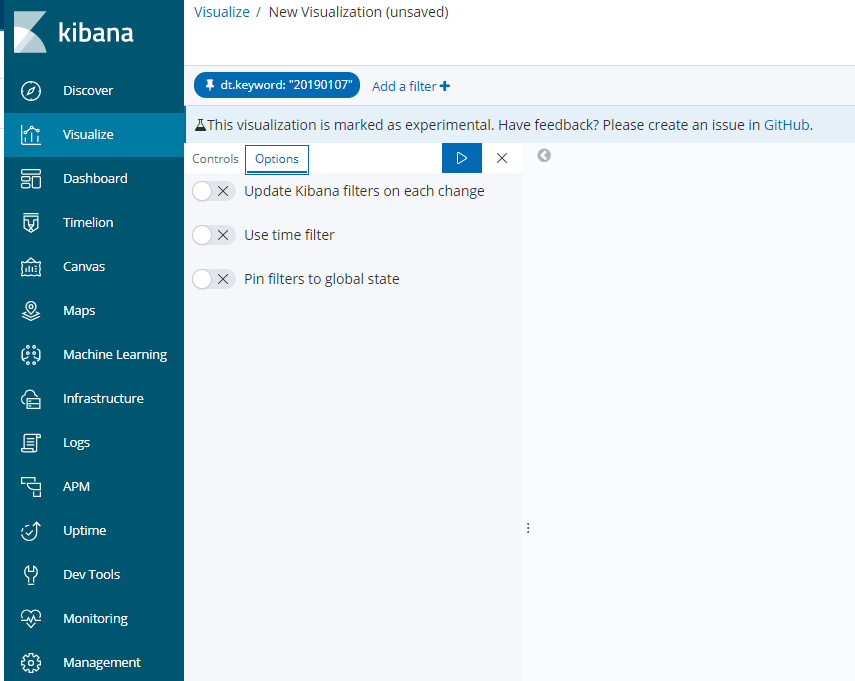 kibana
Discover
Visualize
Dashboard
Timelion
Canvas
Maps
Machine Learning
Infrastructure
Logs
APM
Uptime
Dev Tools
Monitoring
Management
Visualize / New Visualization (unsaved)
dt.keyword: "20190107" Add a filter
This visualization is marked as experimental. Have feedback? Please create an issue in GitHub.
Controls Options
Update Kibana filters on each change
Use time filter
Pin filters to global state